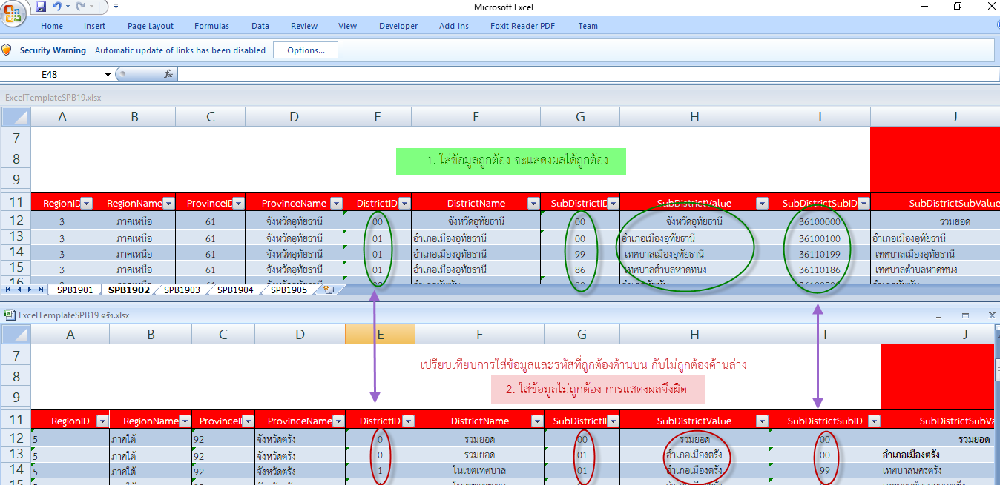 Microsoft Excel
Home Insert Page Layout Formulas Data Review View Developer Add-Ins Foxit Reader PDF Team
Security Warning Automatic update of links has been disabled Options...
E48 fx
ExcelTemplateSPB19.xlsx
A B C D E F G H I J
7
8
1. ใส่ข้อมูลถูกต้อง จะแสดงผลได้ถูกต้อง
9
11 RegionID RegionName ProvinceID ProvinceName DistrictID DistrictName SubDistrictID SubDistrictValue SubDistrictSubID SubDistrictSubValue
12 3 ภาคเหนือ 61 จังหวัดอุทัยธานี 00 จังหวัดอุทัยธานี 00 จังหวัดอุทัยธานี 36100000 รวมยอด
13 3 ภาคเหนือ 61 จังหวัดอุทัยธานี 01 อำเภอเมืองอุทัยธานี 00 อำเภอเมืองอุทัยธานี 36100100 อำเภอเมืองอุทัยธานี
14 3 ภาคเหนือ 61 จังหวัดอุทัยธานี 01 อำเภอเมืองอุทัยธานี 99 เทศบาลเมืองอุทัยธานี 36110199 เทศบาลเมืองอุทัยธานี
15 3 ภาคเหนือ 61 จังหวัดอุทัยธานี 01 อำเภอเมืองอุทัยธานี 86 เทศบาลตำบลหาดทนง 36110186 เทศบาลตำบลหาดทนง
16
SPB1901 SPB1902 SPB1903 SPB1904 SPB1905
ExcelTemplateSPB19 ตรัง.xlsx
A B C D E F G H I J
7 เปรียบเทียบการใส่ข้อมูลและรหัสที่ถูกต้องด้านบน กับไม่ถูกต้องด้านล่าง
8
2. ใส่ข้อมูลไม่ถูกต้อง การแสดงผลจึงผิด
9
11 RegionID RegionName ProvinceI ProvinceName DistrictID DistrictName SubDistrictID SubDistrictValue SubDistrictSubID SubDistrictSubVa
12 5 ภาคใต้ 92 จังหวัดตรัง 0 รวมยอด 00 รวมยอด 00 รวมยอด
13 5 ภาคใต้ 92 จังหวัดตรัง 0 รวมยอด 01 อำเภอเมืองตรัง 00 อำเภอเมืองตรัง
14 5 ภาคใต้ 92 จังหวัดตรัง 1 ในเขตเทศบาล 01 อำเภอเมืองตรัง 99 เทศบาลนครตรัง
15